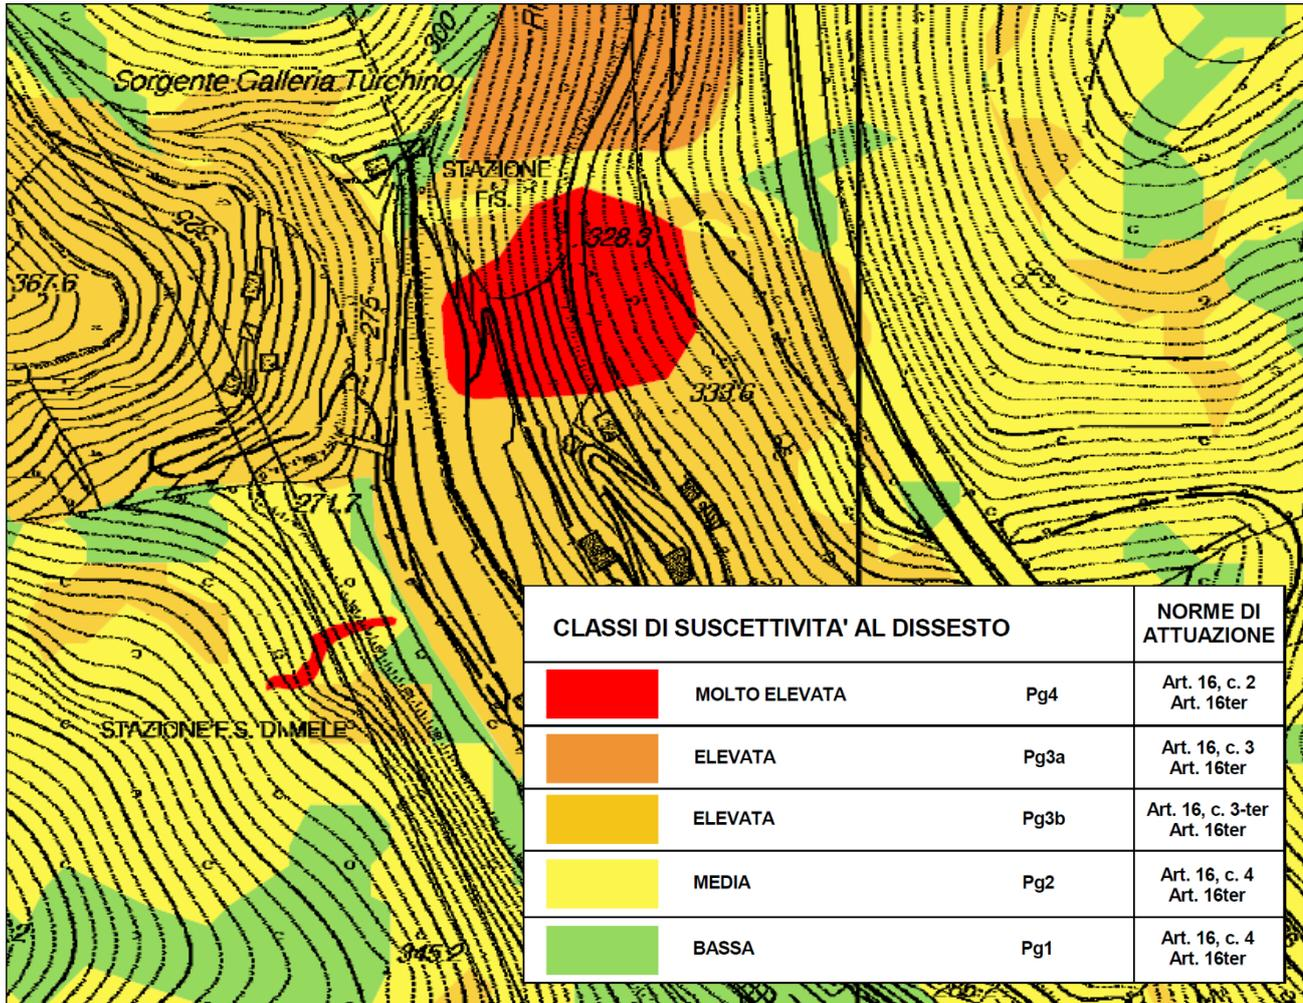 300
Sorgente Galleria Turchino
STAZIONE
F.S.
325
328.3
367.6
275
333.6
271.7
STAZIONE F.S. DI MELE
345.2
CLASSI DI SUSCETTIVITA' AL DISSESTO
NORME DI
ATTUAZIONE
MOLTO ELEVATA Pg4 Art. 16, c. 2
Art. 16ter
ELEVATA Pg3a Art. 16, c. 3
Art. 16ter
ELEVATA Pg3b Art. 16, c. 3-ter
Art. 16ter
MEDIA Pg2 Art. 16, c. 4
Art. 16ter
BASSA Pg1 Art. 16, c. 4
Art. 16ter